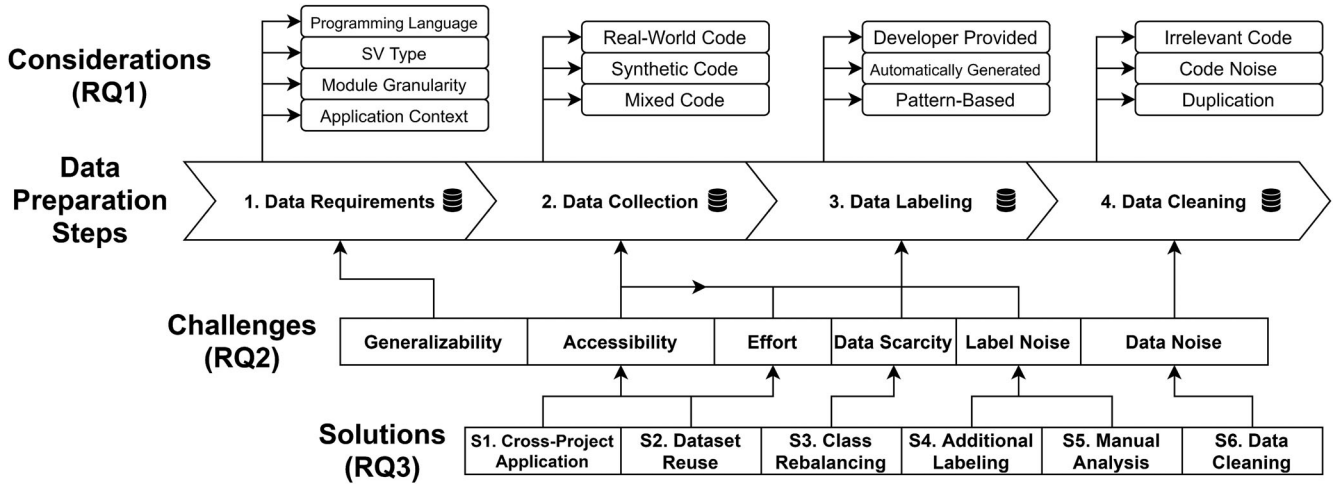 Considerations
(RQ1)
Programming Language
SV Type
Module Granularity
Application Context
Real-World Code
Synthetic Code
Mixed Code
Developer Provided
Automatically Generated
Pattern-Based
Irrelevant Code
Code Noise
Duplication
Data
Preparation
Steps
1. Data Requirements
2. Data Collection
3. Data Labeling
4. Data Cleaning
Challenges
(RQ2)
Generalizability
Accessibility
Effort
Data Scarcity
Label Noise
Data Noise
Solutions
(RQ3)
S1. Cross-Project
Application
S2. Dataset
Reuse
S3. Class
Rebalancing
S4. Additional
Labeling
S5. Manual
Analysis
S6. Data
Cleaning